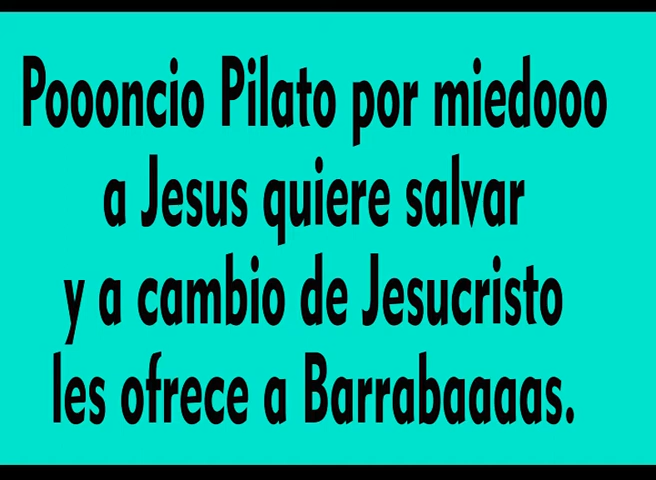 Poooncio Pilato por miedooo
a Jesus quiere salvar
y a cambio de Jesucristo
les ofrece a Barrabaaaas.